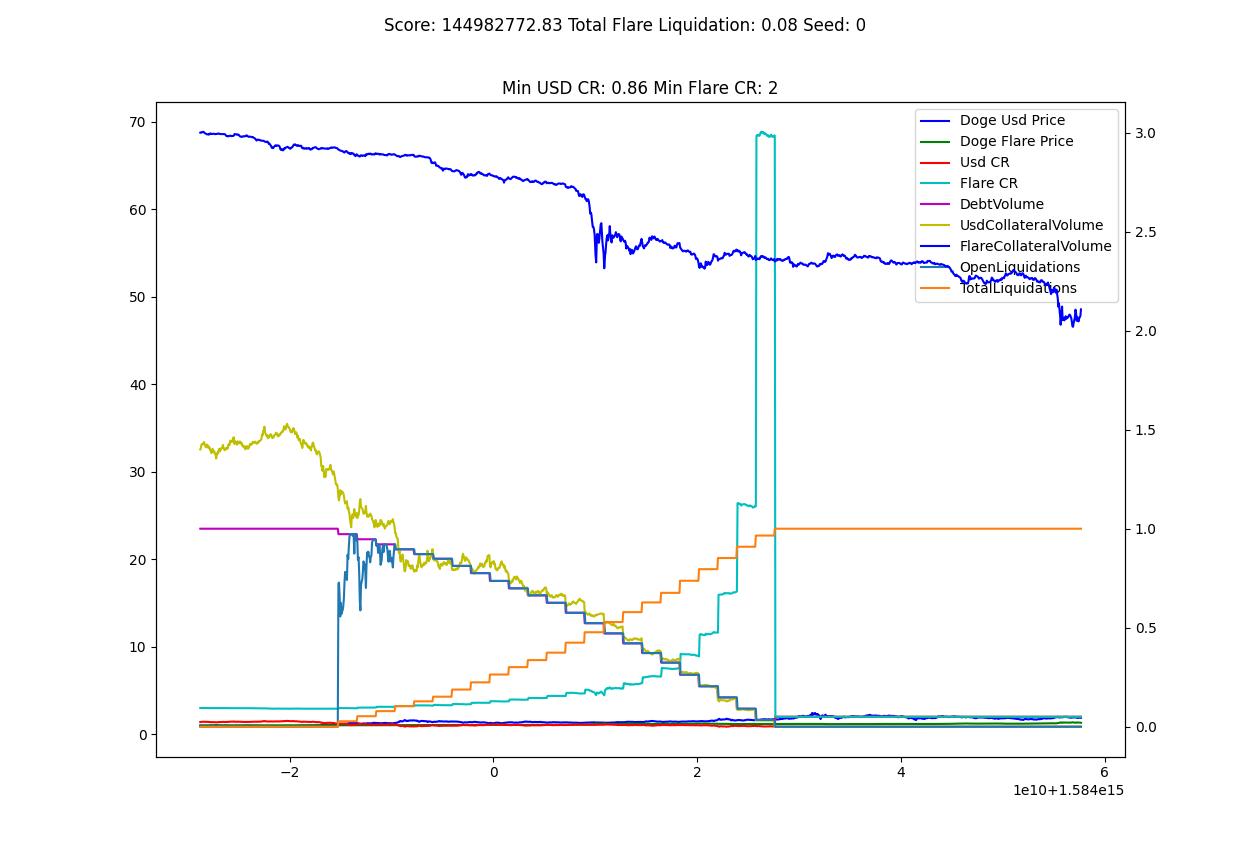 Score: 144982772.83 Total Flare Liquidation: 0.08 Seed: 0
Min USD CR: 0.86 Min Flare CR: 2
70
60
50
40
30
20
10
0
3.0
2.5
2.0
1.5
1.0
0.5
0.0
Doge Usd Price
Doge Flare Price
Usd CR
Flare CR
DebtVolume
UsdCollateralVolume
FlareCollateralVolume
OpenLiquidations
TotalLiquidations
−2 0 2 4 6
1e10+1.584e15